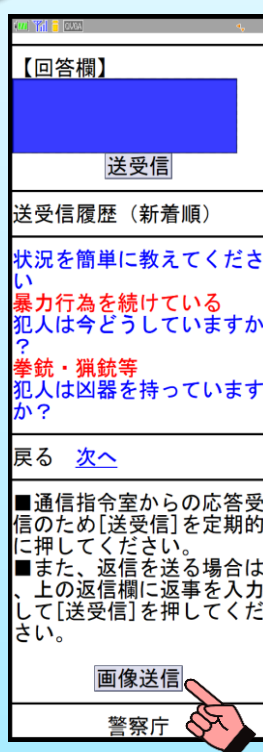 【回答欄】
送受信
送受信履歴（新着順）
状況を簡単に教えてくださ
い
暴力行為を続けている
犯人は今どうしていますか
？
拳銃・猟銃等
犯人は凶器を持っています
か？
戻る　次へ
■通信指令室からの応答受
信のため[送受信]を定期的
に押してください。
■また、返信を送る場合は
、上の返信欄に返事を入力
して[送受信]を押してくだ
さい。
画像送信
警察庁